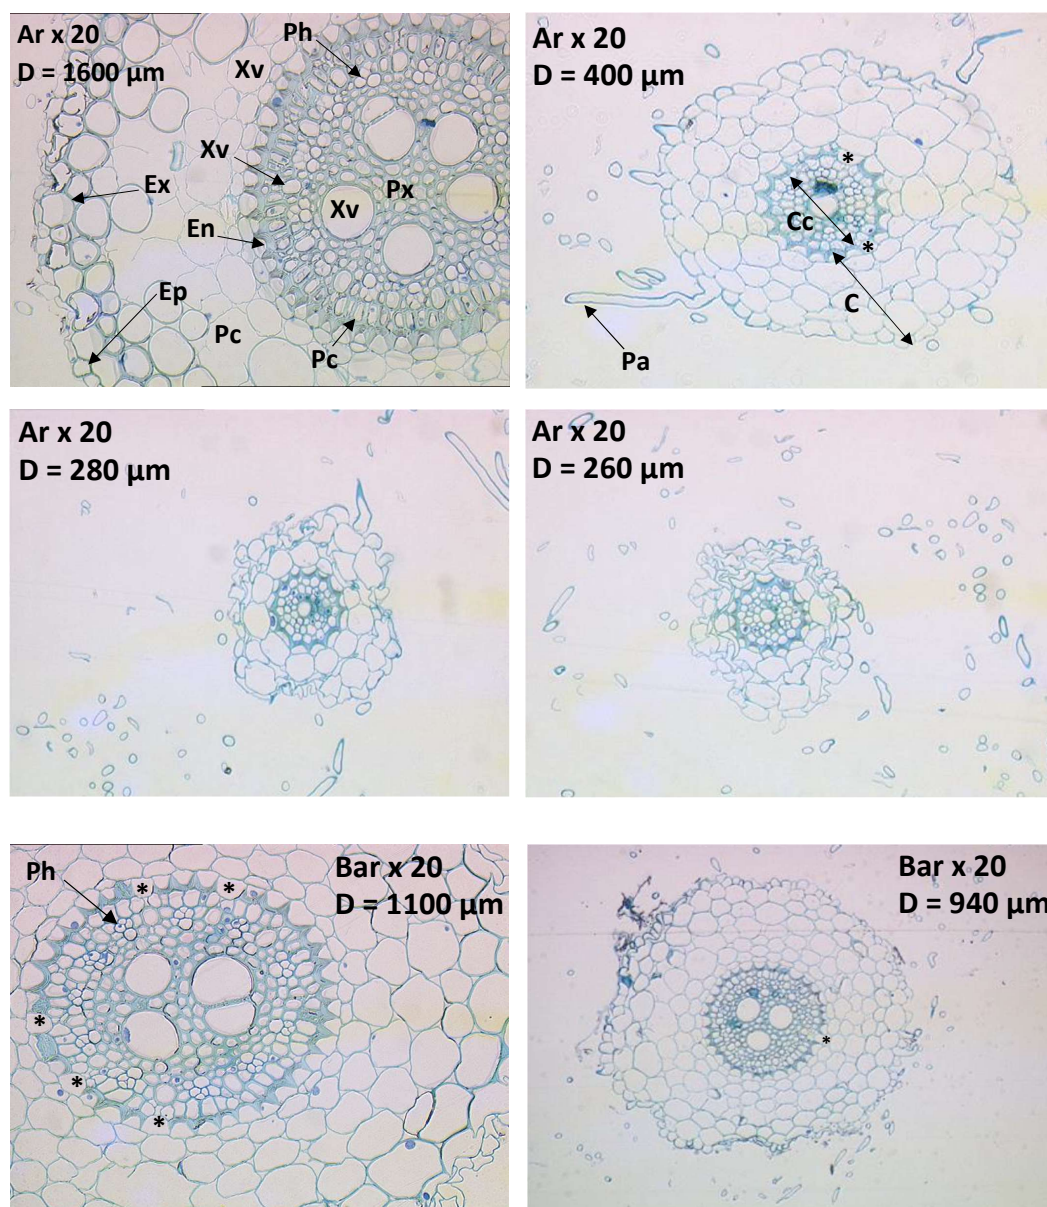 Ar x 20
D = 1600 µm
Ph
Xv
Xv
Ex
Px
Xv
En
Ep
Pc
Pc
Ar x 20
D = 400 µm
*
Cc
*
C
Pa
Ar x 20
D = 280 µm
Ar x 20
D = 260 µm
Ph
*
*
Bar x 20
D = 1100 µm
*
*
*
Bar x 20
D = 940 µm
*